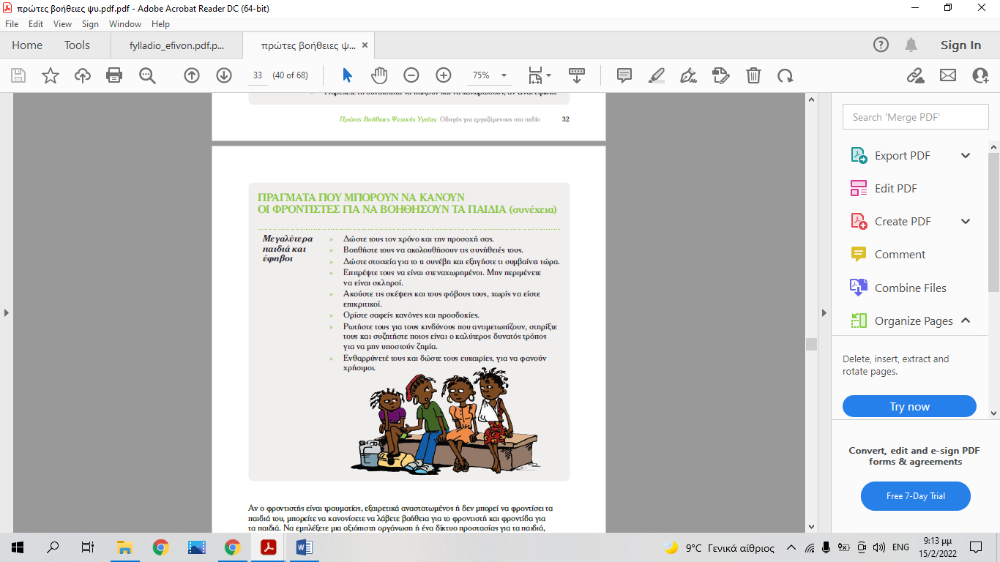 πρώτες βοήθειες ψυ.pdf.pdf - Adobe Acrobat Reader DC (64-bit)
File Edit View Sign Window Help
Home Tools fylladio_efivon.pdf.p... πρώτες βοήθειες ψ... ×
33 (40 of 68) 75%
Sign In
Πρώτες Βοήθειες Ψυχικής Υγείας: Οδηγός για εργαζόμενους στο πεδίο 32
ΠΡΑΓΜΑΤΑ ΠΟΥ ΜΠΟΡΟΥΝ ΝΑ ΚΑΝΟΥΝ
ΟΙ ΦΡΟΝΤΙΣΤΕΣ ΓΙΑ ΝΑ ΒΟΗΘΗΣΟΥΝ ΤΑ ΠΑΙΔΙΑ (συνέχεια)
Μεγαλύτερα
παιδιά και
έφηβοι
» Δώστε τους τον χρόνο και την προσοχή σας.
» Βοηθήστε τους να ακολουθήσουν τις συνήθειές τους.
» Δώστε στοιχεία για το τι συνέβη και εξηγήστε τι συμβαίνει τώρα.
» Επιτρέψτε τους να είναι στεναχωρημένοι. Μην περιμένετε
να είναι σκληροί.
» Ακούστε τις σκέψεις και τους φόβους τους, χωρίς να είστε
επικριτικοί.
» Ορίστε σαφείς κανόνες και προσδοκίες.
» Ρωτήστε τους για τους κινδύνους που αντιμετωπίζουν, στηρίξτε
τους και συζητήστε ποιος είναι ο καλύτερος δυνατός τρόπος
για να μην υποστούν ζημία.
» Ενθαρρύνετέ τους και δώστε τους ευκαιρίες, για να φανούν
χρήσιμοι.
Αν ο φροντιστής είναι τραυματίας, εξαιρετικά αναστατωμένος ή δεν μπορεί να φροντίσει τα
παιδιά του, μπορείτε να κανονίσετε να λάβετε βοήθεια για το φροντιστή και φροντίδα για
τα παιδιά. Να εμπλέξετε μια αξιόπιστη οργάνωση ή ένα δίκτυο προστασίας για τα παιδιά,
Search 'Merge PDF'
Export PDF
Edit PDF
Create PDF
Comment
Combine Files
Organize Pages
Delete, insert, extract and
rotate pages.
Try now
Convert, edit and e-sign PDF
forms & agreements
Free 7-Day Trial
9°C Γενικά αίθριος ENG
9:13 μμ
15/2/2022